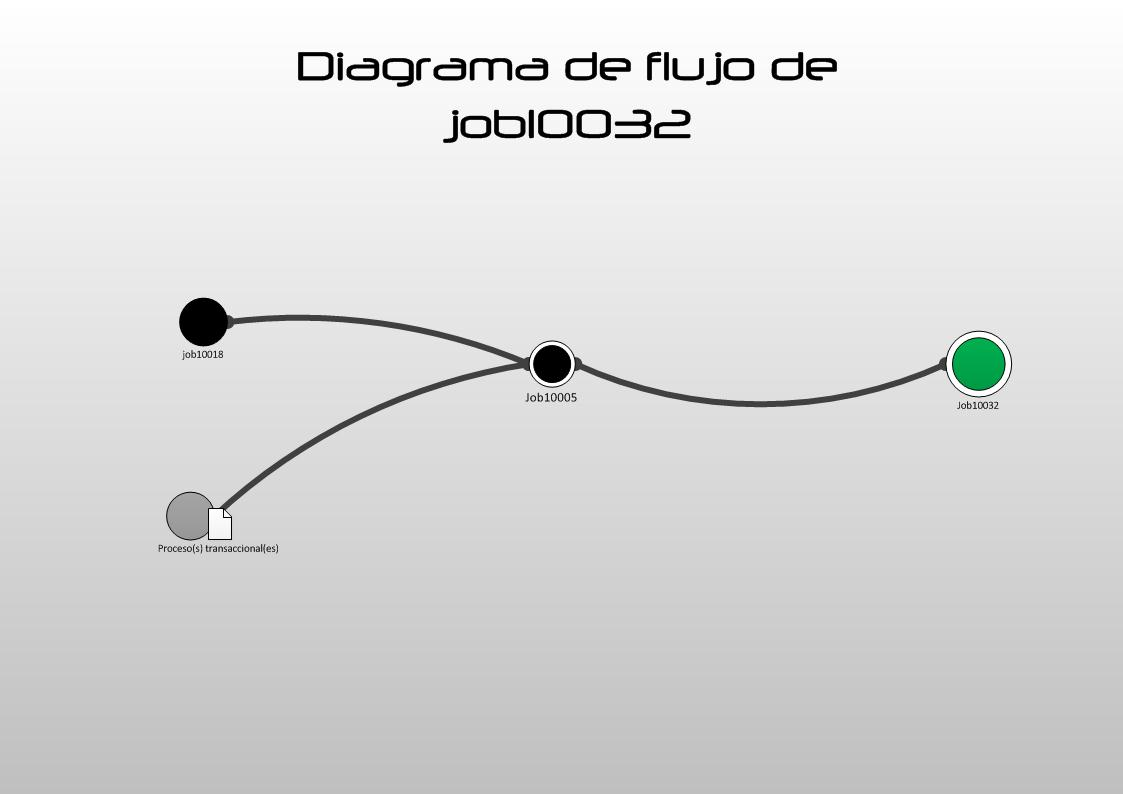 Diagrama de flujo de
job10032
job10018
Job10005
Job10032
Proceso(s) transaccional(es)